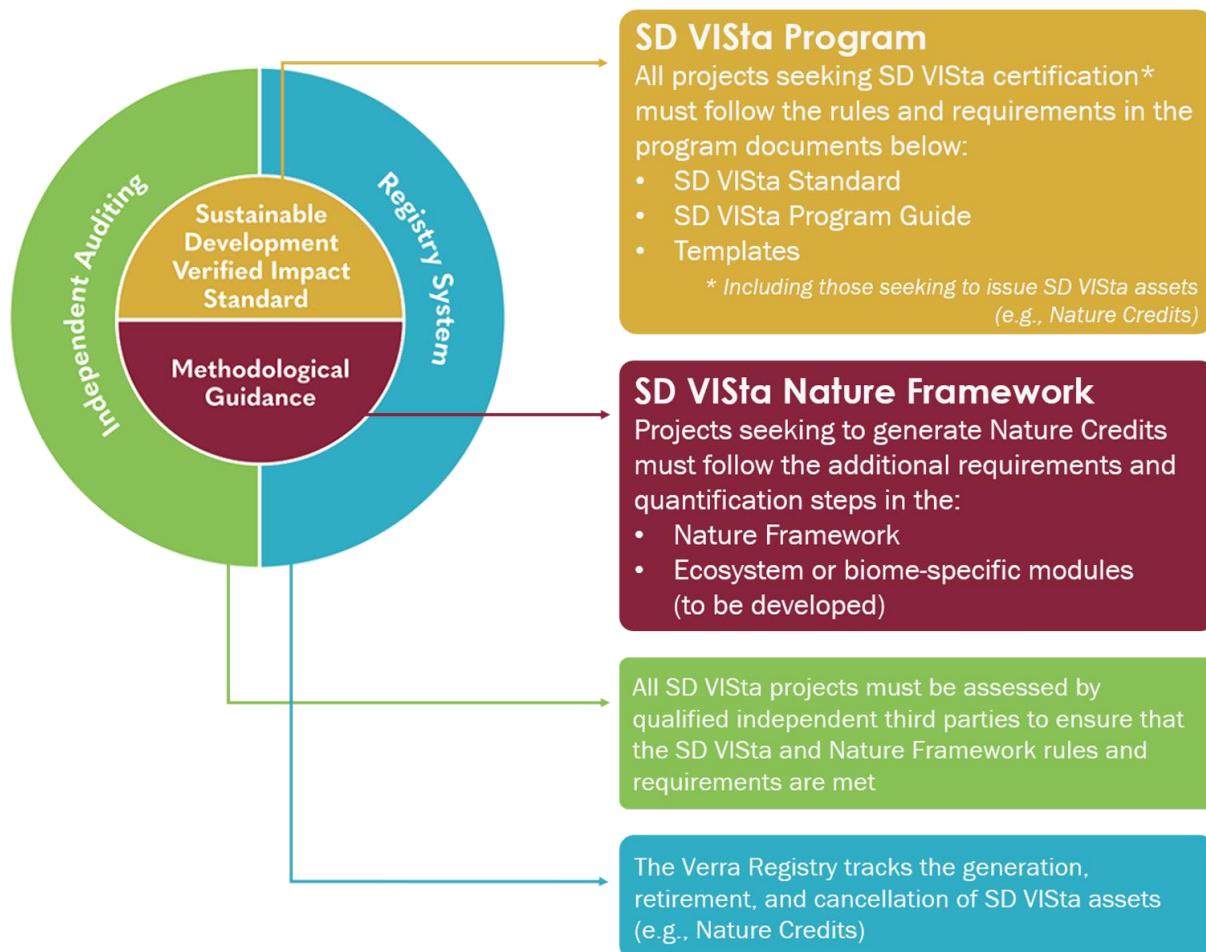 Independent Auditing
Registry System
Sustainable
Development
Verified Impact
Standard
Methodological
Guidance
SD VISta Program
All projects seeking SD VISta certification*
must follow the rules and requirements in the
program documents below:
• SD VISta Standard
• SD VISta Program Guide
• Templates
* Including those seeking to issue SD VISta assets
(e.g., Nature Credits)
SD VISta Nature Framework
Projects seeking to generate Nature Credits
must follow the additional requirements and
quantification steps in the:
• Nature Framework
• Ecosystem or biome-specific modules
(to be developed)
All SD VISta projects must be assessed by
qualified independent third parties to ensure that
the SD VISta and Nature Framework rules and
requirements are met
The Verra Registry tracks the generation,
retirement, and cancellation of SD VISta assets
(e.g., Nature Credits)